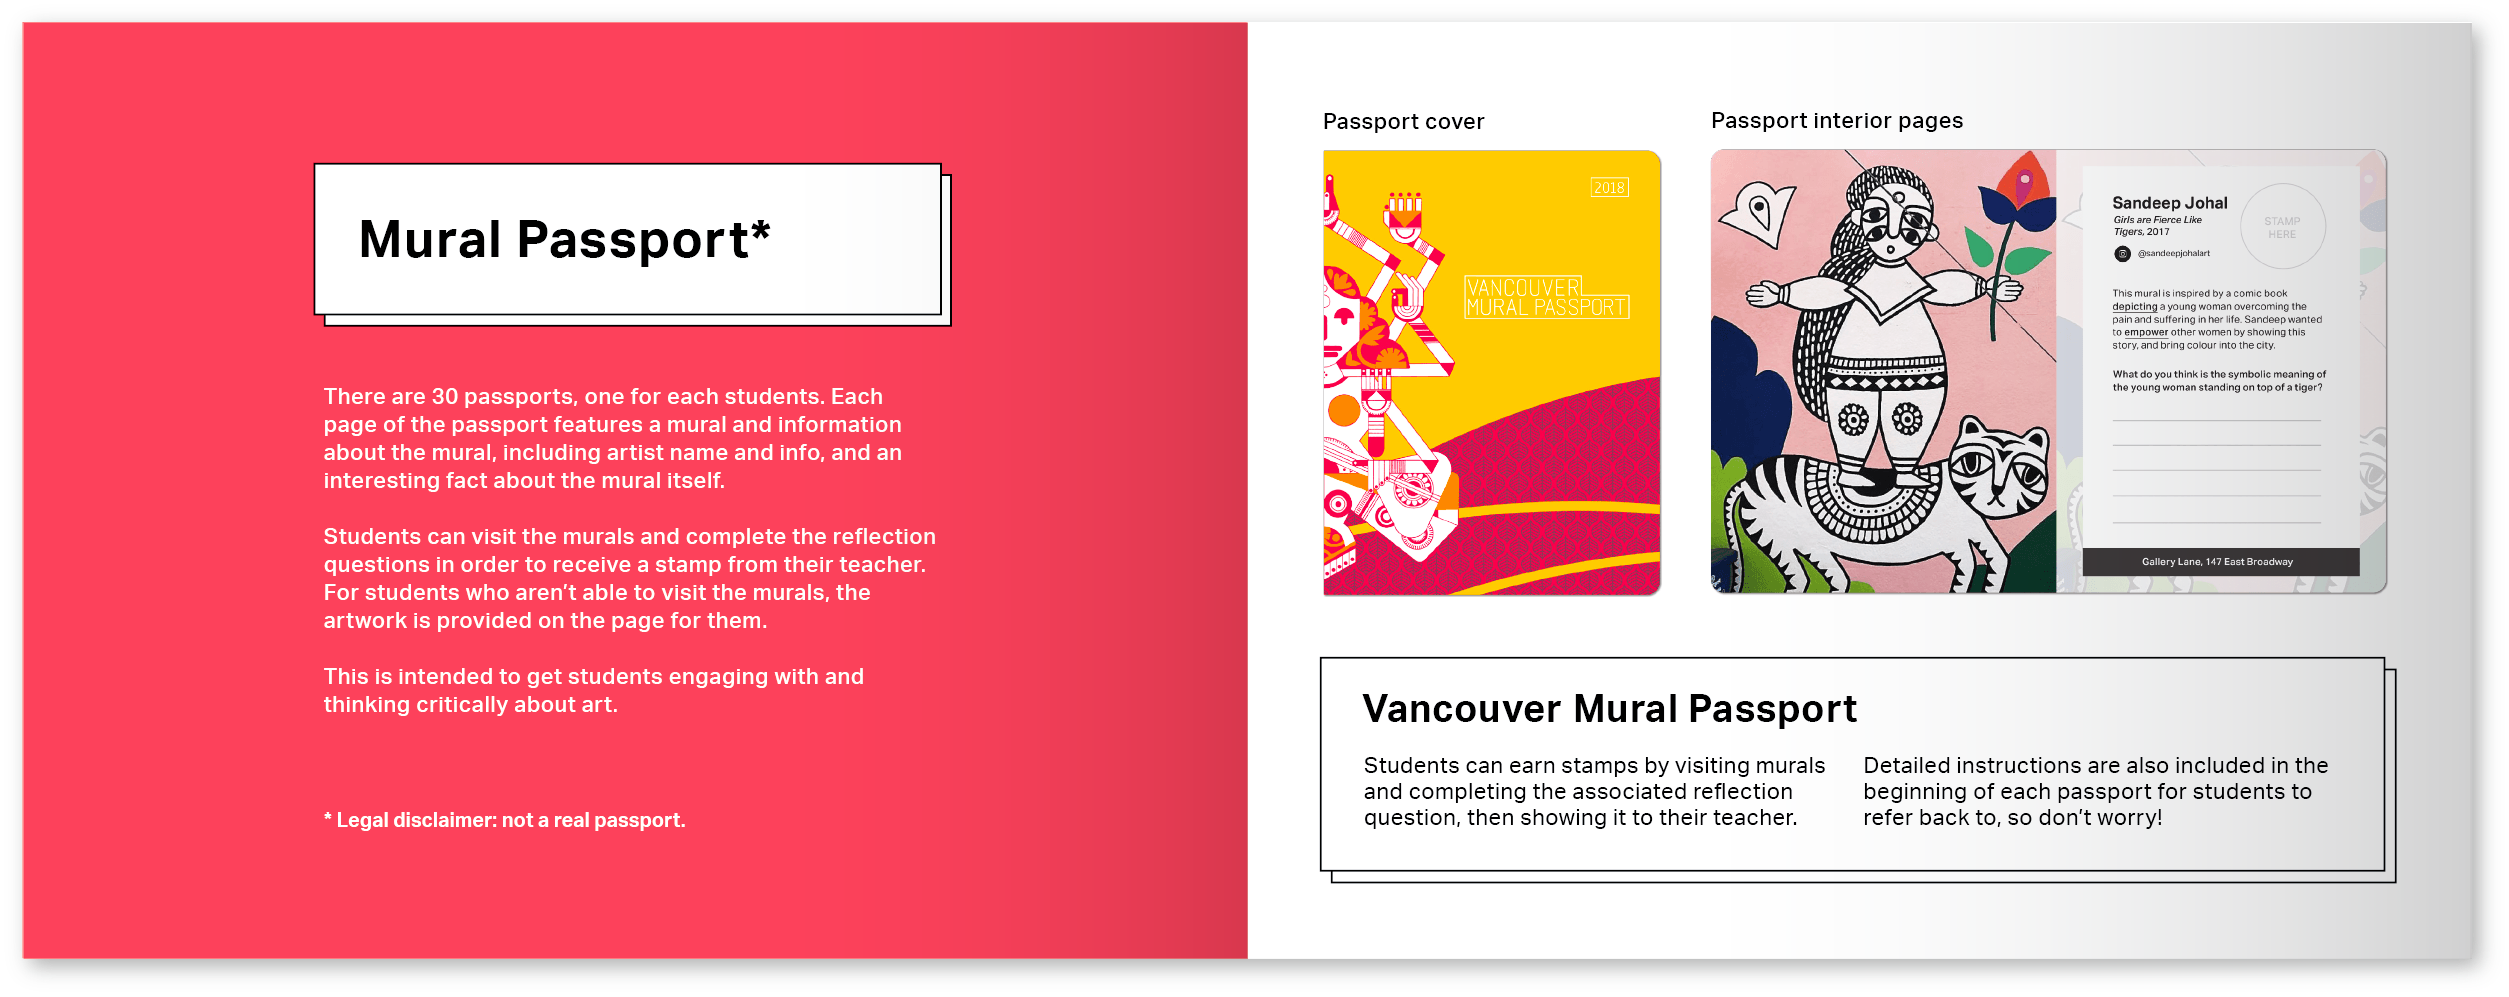 Mural Passport*
There are 30 passports, one for each students. Each
page of the passport features a mural and information
about the mural, including artist name and info, and an
interesting fact about the mural itself.
Students can visit the murals and complete the reflection
questions in order to receive a stamp from their teacher.
For students who aren’t able to visit the murals, the
artwork is provided on the page for them.
This is intended to get students engaging with and
thinking critically about art.
* Legal disclaimer: not a real passport.
Passport cover
2018
VANCOUVER
MURAL PASSPORT
Passport interior pages
Sandeep Johal
Girls are Fierce Like
Tigers, 2017
@sandeepjohalart
STAMP
HERE
This mural is inspired by a comic book
depicting a young woman overcoming the
pain and suffering in her life. Sandeep wanted
to empower other women by showing this
story, and bring colour into the city.
What do you think is the symbolic meaning of
the young woman standing on top of a tiger?
Gallery Lane, 147 East Broadway
Vancouver Mural Passport
Students can earn stamps by visiting murals
and completing the associated reflection
question, then showing it to their teacher.
Detailed instructions are also included in the
beginning of each passport for students to
refer back to, so don’t worry!